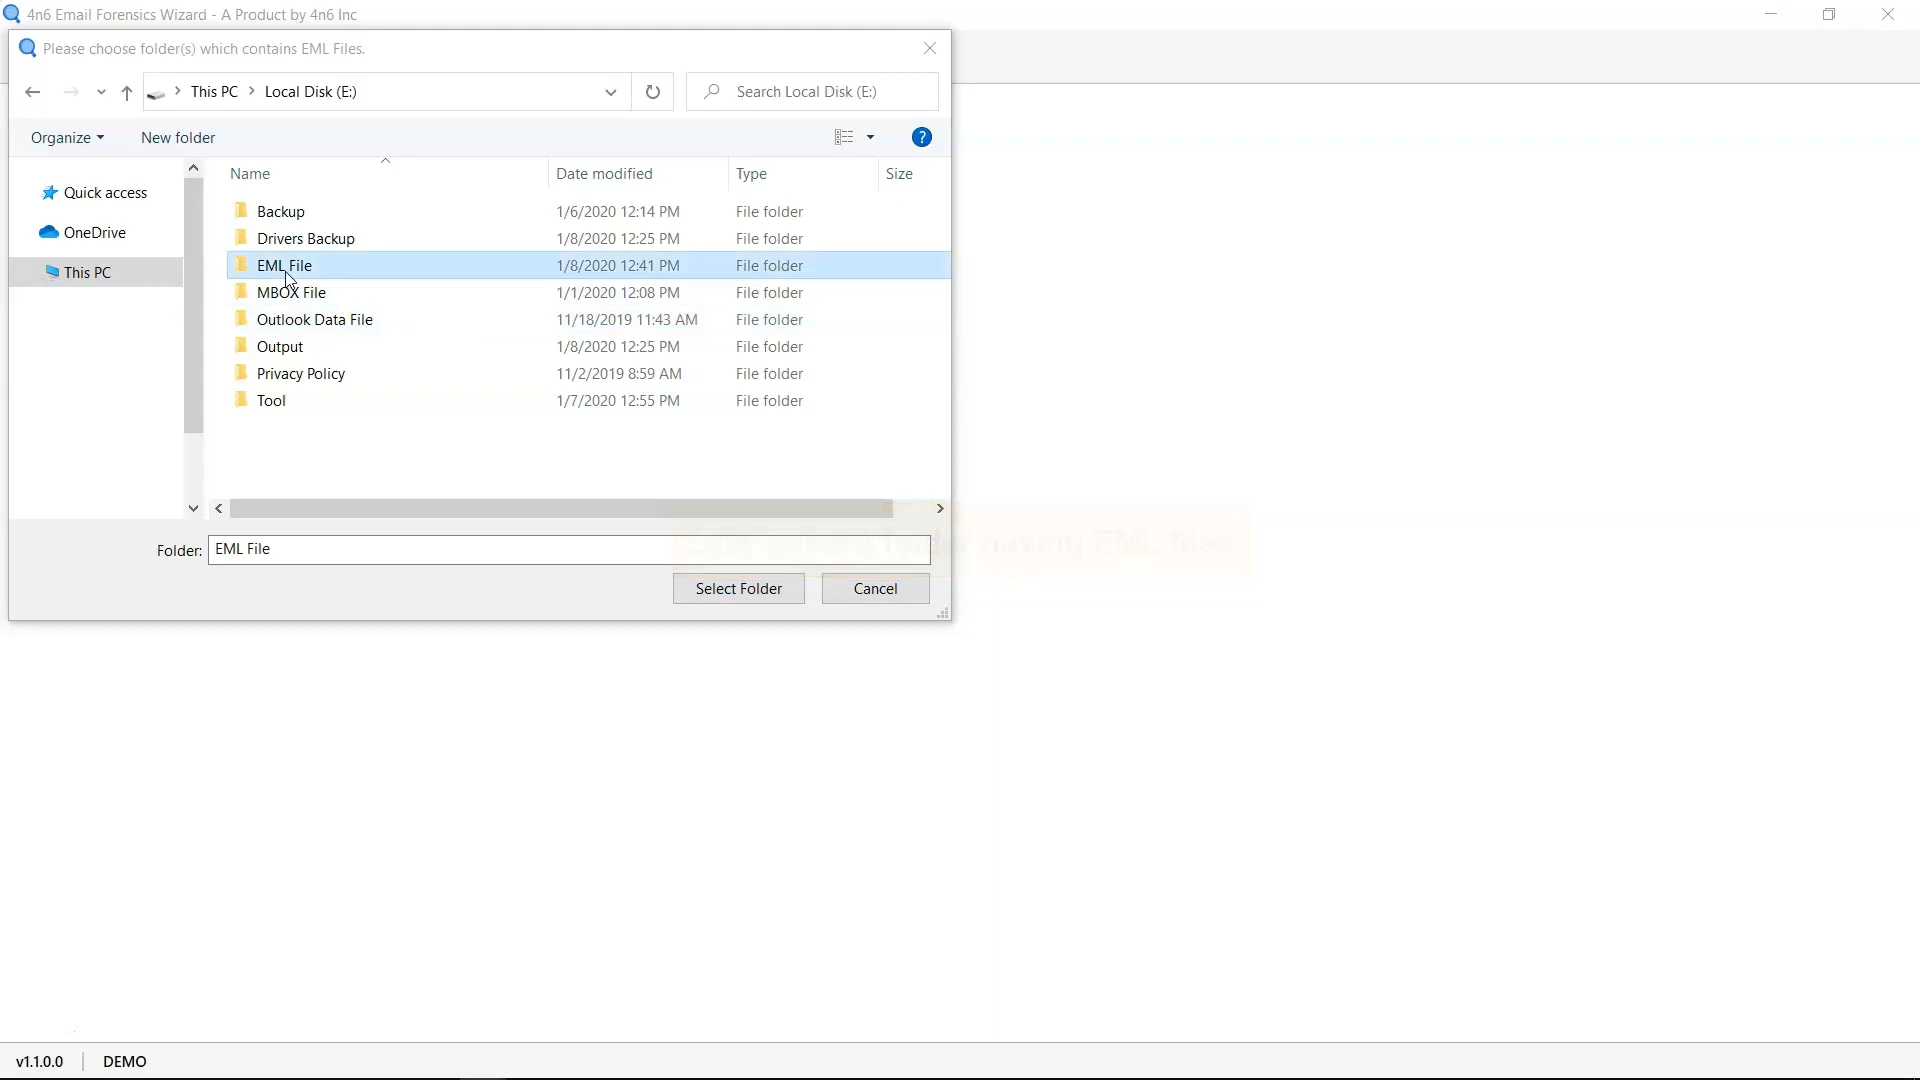 4n6 Email Forensics Wizard - A Product by 4n6 Inc
Please choose folder(s) which contains EML Files.
This PC
Local Disk (E:)
Search Local Disk (E:)
Organize
New folder
?
Name
Date modified
Type
Size
Quick access
OneDrive
This PC
Backup 1/6/2020 12:14 PM File folder
Drivers Backup 1/8/2020 12:25 PM File folder
EML File 1/8/2020 12:41 PM File folder
MBOX File 1/1/2020 12:08 PM File folder
Outlook Data File 11/18/2019 11:43 AM File folder
Output 1/8/2020 12:25 PM File folder
Privacy Policy 11/2/2019 8:59 AM File folder
Tool 1/7/2020 12:55 PM File folder
Folder: EML File
folder having EML files
Select Folder
Cancel
v1.1.0.0
DEMO